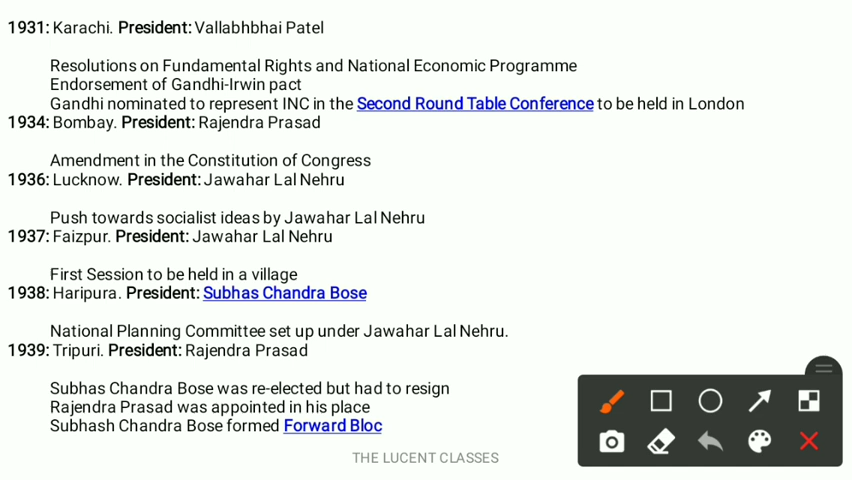 1931: Karachi. President: Vallabhbhai Patel
Resolutions on Fundamental Rights and National Economic Programme
Endorsement of Gandhi-Irwin pact
Gandhi nominated to represent INC in the Second Round Table Conference to be held in London
1934: Bombay. President: Rajendra Prasad
Amendment in the Constitution of Congress
1936: Lucknow. President: Jawahar Lal Nehru
Push towards socialist ideas by Jawahar Lal Nehru
1937: Faizpur. President: Jawahar Lal Nehru
First Session to be held in a village
1938: Haripura. President: Subhas Chandra Bose
National Planning Committee set up under Jawahar Lal Nehru.
1939: Tripuri. President: Rajendra Prasad
Subhas Chandra Bose was re-elected but had to resign
Rajendra Prasad was appointed in his place
Subhash Chandra Bose formed Forward Bloc
THE LUCENT CLASSES